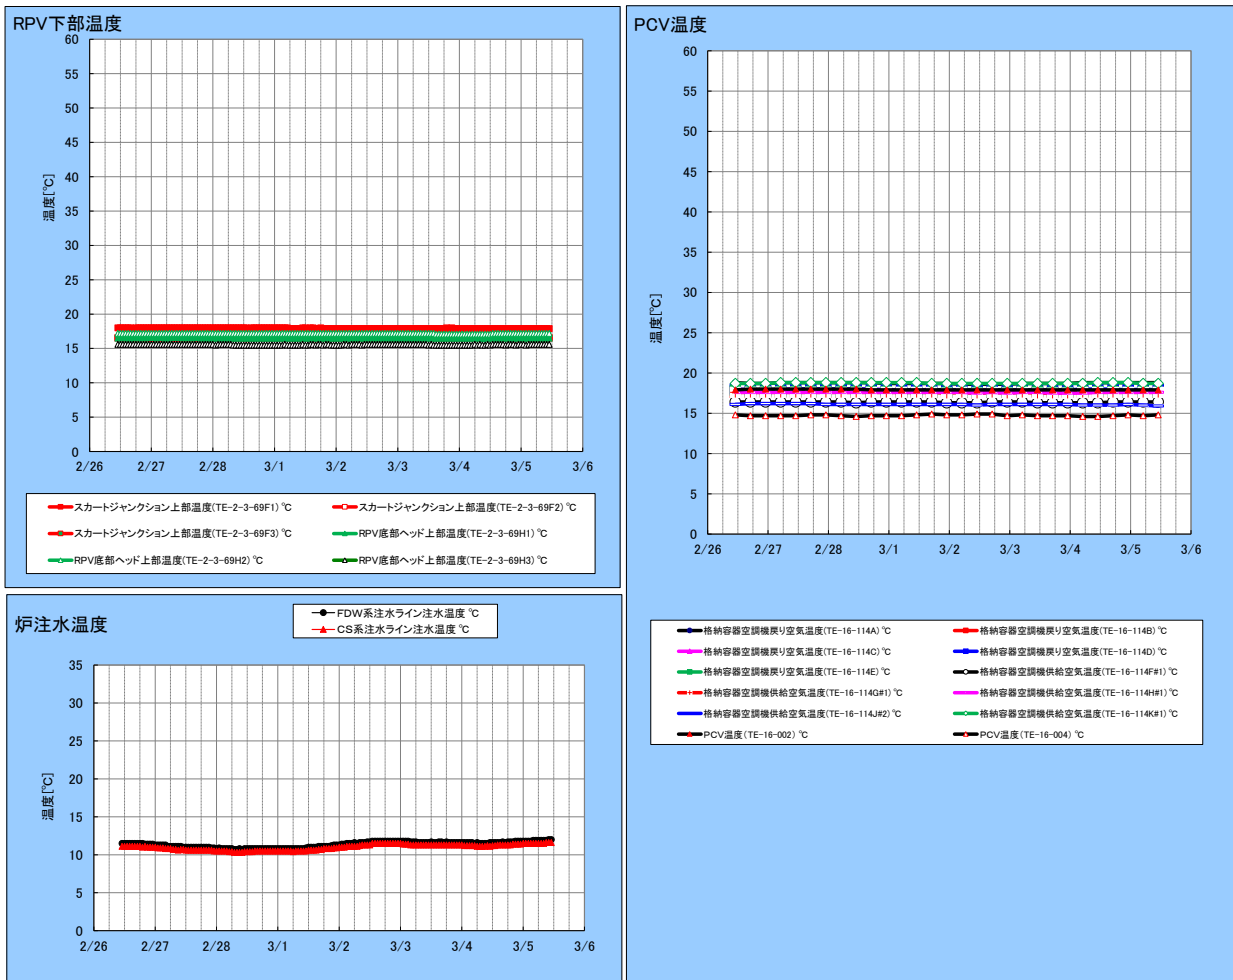 RPV下部温度
60
55
50
45
40
35
30
25
20
15
10
5
0
温度[℃]
2/26 2/27 2/28 3/1 3/2 3/3 3/4 3/5 3/6
スカートジャンクション上部温度(TE-2-3-69F1) ℃
スカートジャンクション上部温度(TE-2-3-69F2) ℃
スカートジャンクション上部温度(TE-2-3-69F3) ℃
RPV底部ヘッド上部温度(TE-2-3-69H1) ℃
RPV底部ヘッド上部温度(TE-2-3-69H2) ℃
RPV底部ヘッド上部温度(TE-2-3-69H3) ℃
炉注水温度
FDW系注水ライン注水温度 ℃
CS系注水ライン注水温度 ℃
35
30
25
20
15
10
5
0
温度[℃]
2/26 2/27 2/28 3/1 3/2 3/3 3/4 3/5 3/6
PCV温度
60
55
50
45
40
35
30
25
20
15
10
5
0
温度[℃]
2/26 2/27 2/28 3/1 3/2 3/3 3/4 3/5 3/6
格納容器空調機戻り空気温度(TE-16-114A) ℃
格納容器空調機戻り空気温度(TE-16-114B) ℃
格納容器空調機戻り空気温度(TE-16-114C) ℃
格納容器空調機戻り空気温度(TE-16-114D) ℃
格納容器空調機戻り空気温度(TE-16-114E) ℃
格納容器空調機供給空気温度(TE-16-114F#1) ℃
格納容器空調機供給空気温度(TE-16-114G#1) ℃
格納容器空調機供給空気温度(TE-16-114H#1) ℃
格納容器空調機供給空気温度(TE-16-114J#2) ℃
格納容器空調機供給空気温度(TE-16-114K#1) ℃
PCV温度(TE-16-002) ℃
PCV温度(TE-16-004) ℃